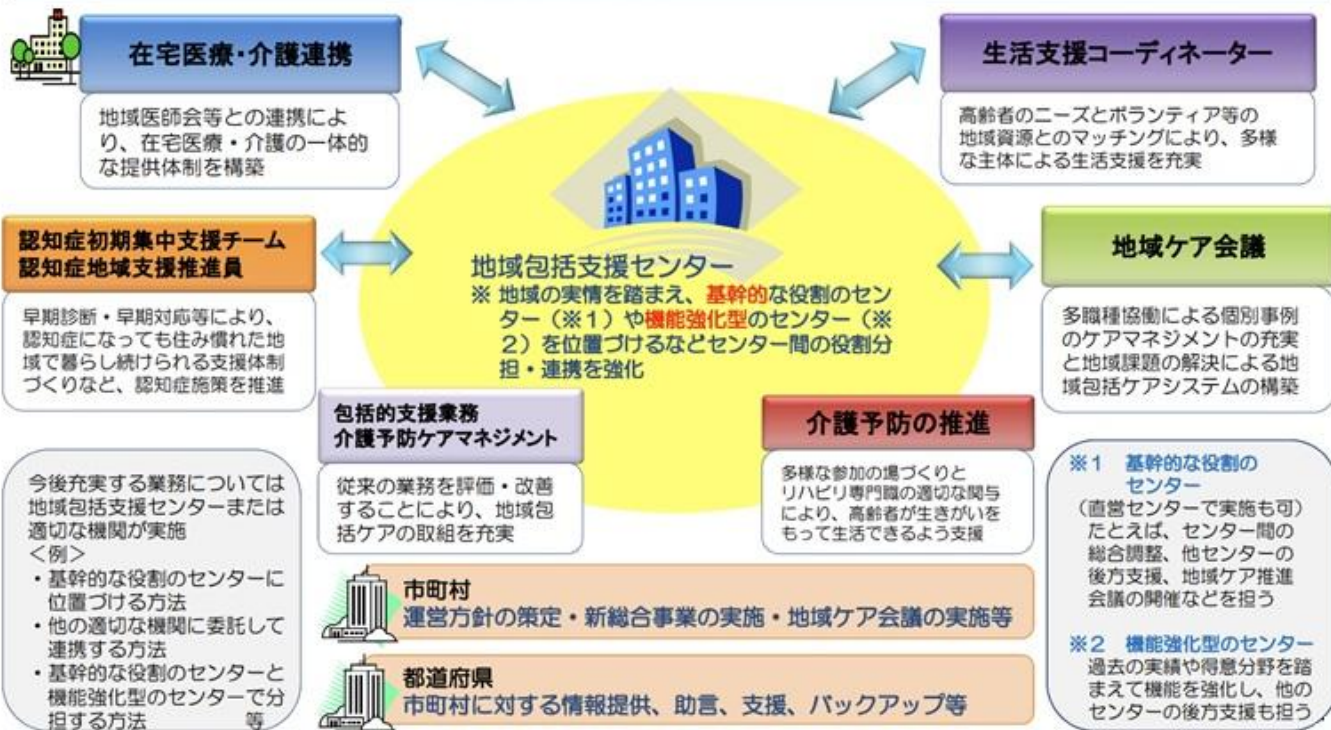 在宅医療・介護連携
地域医師会等との連携によ
り、在宅医療・介護の一体的
な提供体制を構築
生活支援コーディネーター
高齢者のニーズとボランティア等の
地域資源とのマッチングにより、多様
な主体による生活支援を充実
認知症初期集中支援チーム
認知症地域支援推進員
早期診断・早期対応等により、
認知症になっても住み慣れた地
域で暮らし続けられる支援体制
づくりなど、認知症施策を推進
地域包括支援センター
※ 地域の実情を踏まえ、基幹的な役割のセン
ター（※１）や機能強化型のセンター（※
２）を位置づけるなどセンター間の役割分
担・連携を強化
地域ケア会議
多職種協働による個別事例
のケアマネジメントの充実
と地域課題の解決による地
域包括ケアシステムの構築
包括的支援業務
介護予防ケアマネジメント
従来の業務を評価・改善
することにより、地域包
括ケアの取組を充実
介護予防の推進
多様な参加の場づくりと
リハビリ専門職の適切な関与
により、高齢者が生きがいを
もって生活できるよう支援
今後充実する業務については
地域包括支援センターまたは
適切な機関が実施
＜例＞
・基幹的な役割のセンターに
位置づける方法
・他の適切な機関に委託して
連携する方法
・基幹的な役割のセンターと
機能強化型のセンターで分
担する方法 等
市町村
運営方針の策定・新総合事業の実施・地域ケア会議の実施等
都道府県
市町村に対する情報提供、助言、支援、バックアップ等
※１ 基幹的な役割の
センター
（直営センターで実施も可）
たとえば、センター間の
総合調整、他センターの
後方支援、地域ケア推進
会議の開催などを担う
※２ 機能強化型のセンター
過去の実績や得意分野を踏
まえて機能を強化し、他の
センターの後方支援も担う